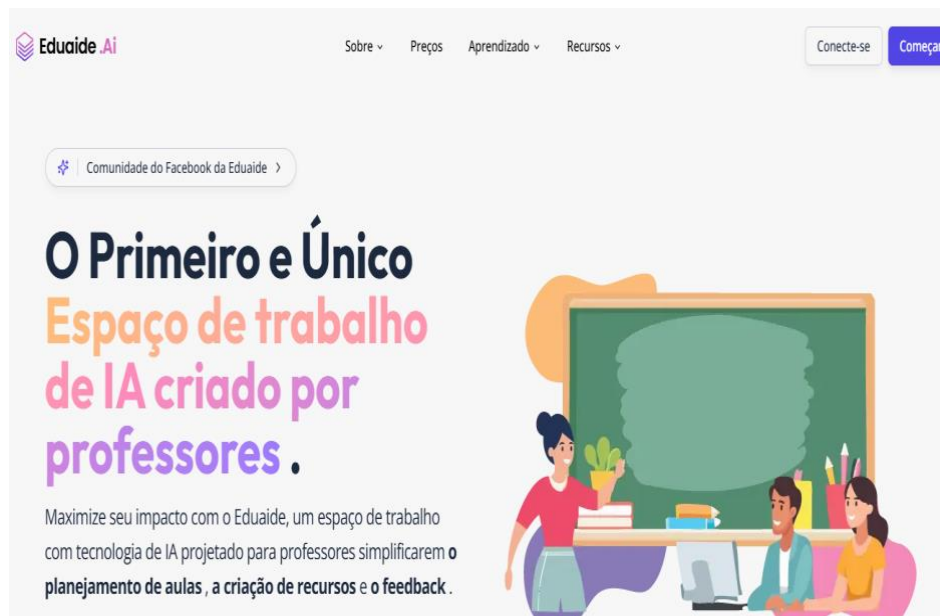 Eduaide .Ai
Sobre
Preços
Aprendizado
Recursos
Conecte-se
Começar
Comunidade do Facebook da Eduaide
O Primeiro e Único
Espaço de trabalho
de IA criado por
professores .
Maximize seu impacto com o Eduaide, um espaço de trabalho
com tecnologia de IA projetado para professores simplificarem o
planejamento de aulas , a criação de recursos e o feedback .